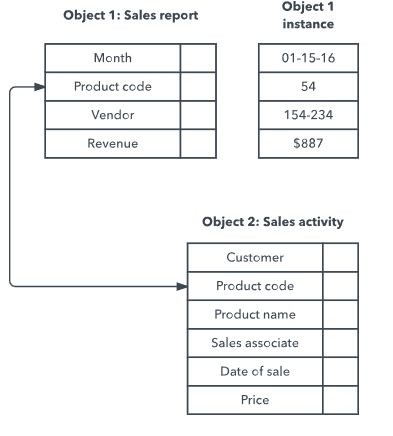 Object 1: Sales report
Object 1
instance
Month
01-15-16
Product code
54
Vendor
154-234
Revenue
$887
Object 2: Sales activity
Customer
Product code
Product name
Sales associate
Date of sale
Price